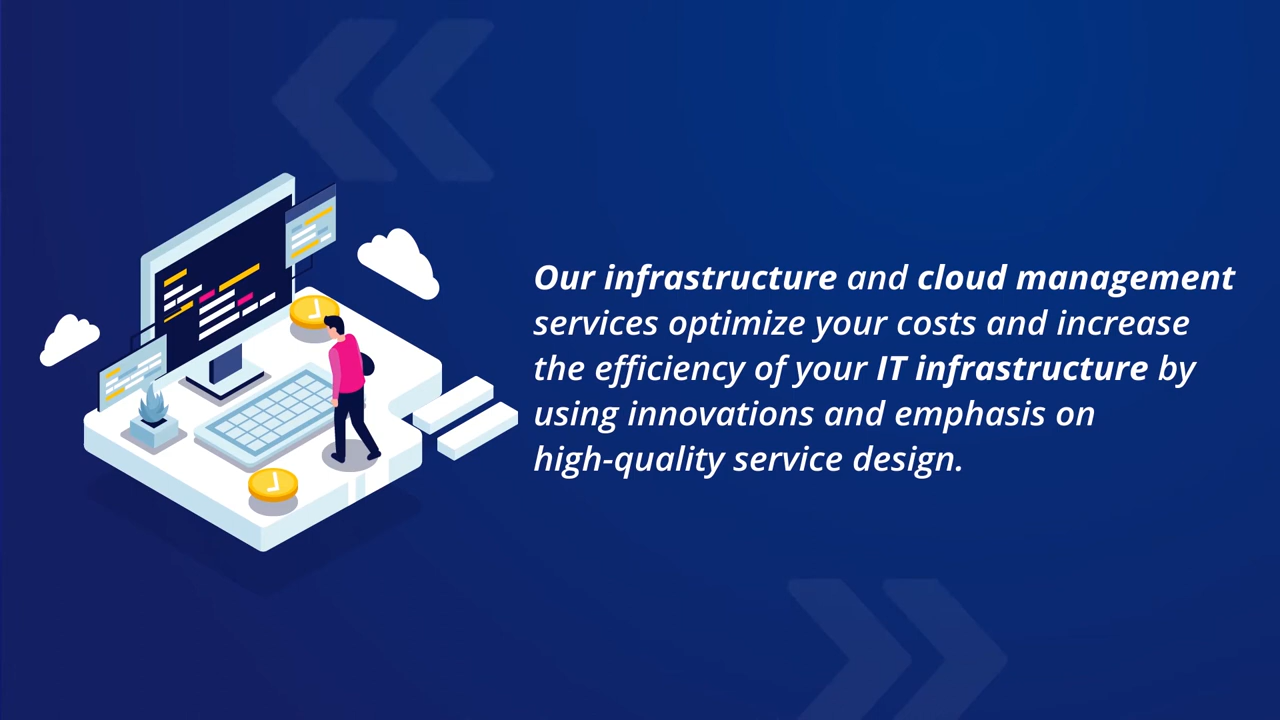 Our infrastructure and cloud management
services optimize your costs and increase
the efficiency of your IT infrastructure by
using innovations and emphasis on
high-quality service design.